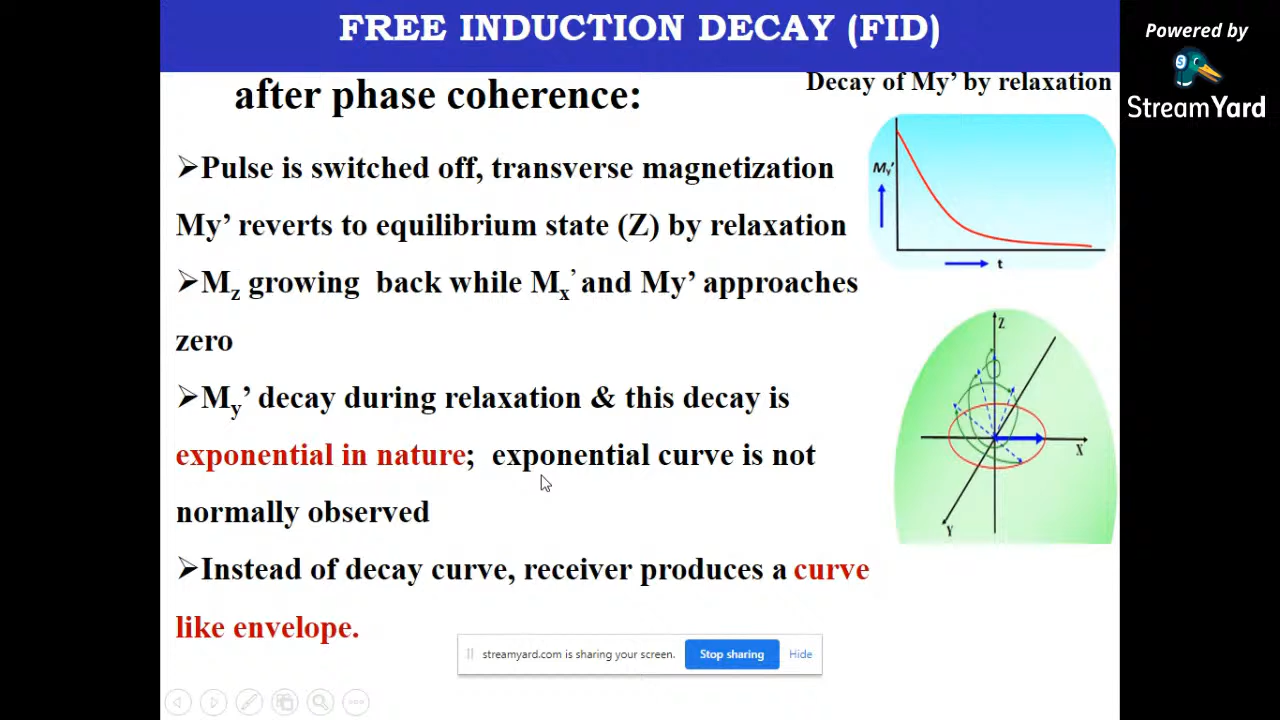 FREE INDUCTION DECAY (FID)
Powered by
StreamYard
after phase coherence:
Decay of My’ by relaxation
➢Pulse is switched off, transverse magnetization
My’ reverts to equilibrium state (Z) by relaxation
➢Mz growing back while Mx’ and My’ approaches
zero
➢My’ decay during relaxation & this decay is
exponential in nature; exponential curve is not
normally observed
➢Instead of decay curve, receiver produces a curve
like envelope.
My’
t
Z
X
Y
streamyard.com is sharing your screen.
Stop sharing
Hide